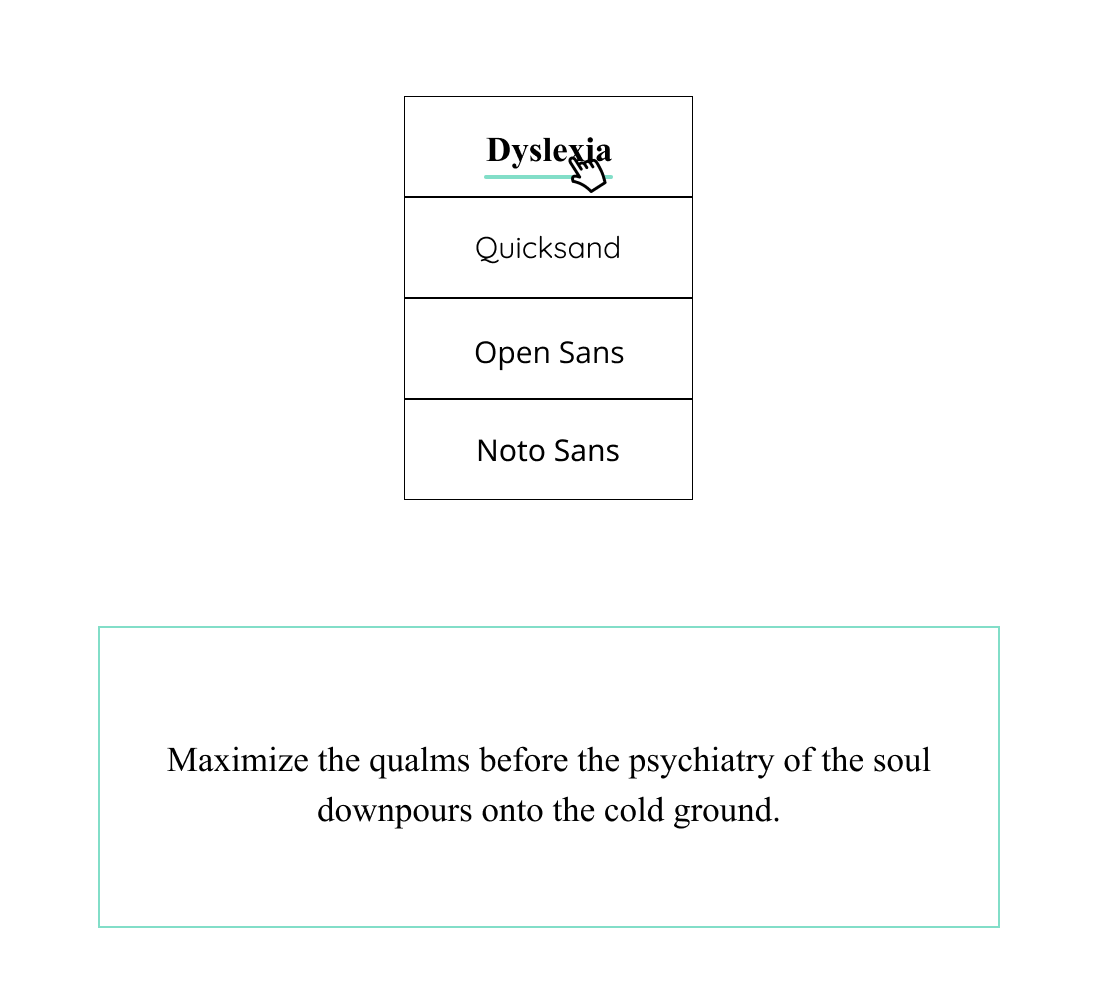 Dyslexia
Quicksand
Open Sans
Noto Sans
Maximize the qualms before the psychiatry of the soul
downpours onto the cold ground.